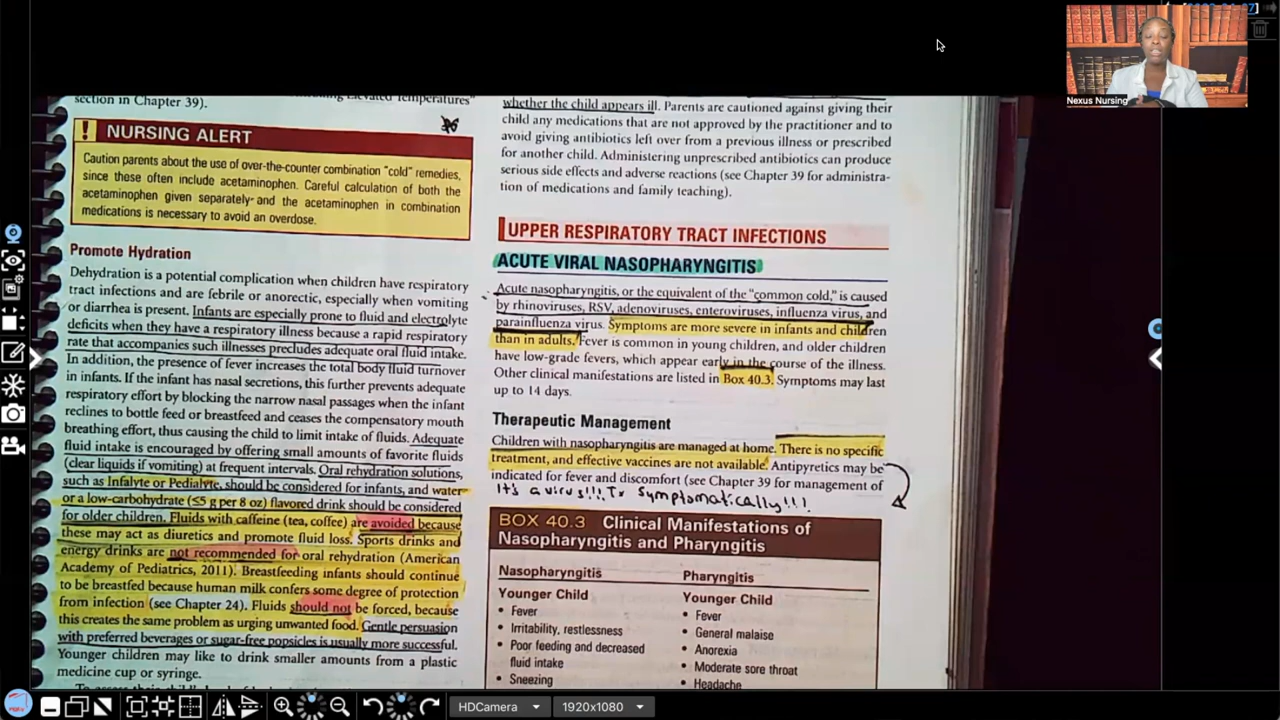 Nexus Nursing
section in Chapter 39).
Elevated Temperatures"
! NURSING ALERT
Caution parents about the use of over-the-counter combination "cold" remedies,
since these often include acetaminophen. Careful calculation of both the
acetaminophen given separately and the acetaminophen in combination
medications is necessary to avoid an overdose.
Promote Hydration
Dehydration is a potential complication when children have respiratory
tract infections and are febrile or anorectic, especially when vomiting
or diarrhea is present. Infants are especially prone to fluid and electrolyte
deficits when they have a respiratory illness because a rapid respiratory
rate that accompanies such illnesses precludes adequate oral fluid intake.
In addition, the presence of fever increases the total body fluid turnover
in infants. If the infant has nasal secretions, this further prevents adequate
respiratory effort by blocking the narrow nasal passages when the infant
reclines to bottle feed or breastfeed and ceases the compensatory mouth
breathing effort, thus causing the child to limit intake of fluids. Adequate
fluid intake is encouraged by offering small amounts of favorite fluids
(clear liquids if vomiting) at frequent intervals. Oral rehydration solutions,
such as Infalyte or Pedialyte, should be considered for infants, and water
or a low-carbohydrate (≤5 g per 8 oz) flavored drink should be considered
for older children. Fluids with caffeine (tea, coffee) are avoided because
these may act as diuretics and promote fluid loss. Sports drinks and
energy drinks are not recommended for oral rehydration (American
Academy of Pediatrics, 2011). Breastfeeding infants should continue
to be breastfed because human milk confers some degree of protection
from infection (see Chapter 24). Fluids should not be forced, because
this creates the same problem as urging unwanted food. Gentle persuasion
with preferred beverages or sugar-free popsicles is usually more successful.
Younger children may like to drink smaller amounts from a plastic
medicine cup or syringe.
whether the child appears ill. Parents are cautioned against giving their
child any medications that are not approved by the practitioner and to
avoid giving antibiotics left over from a previous illness or prescribed
for another child. Administering unprescribed antibiotics can produce
serious side effects and adverse reactions (see Chapter 39 for administra-
tion of medications and family teaching).
UPPER RESPIRATORY TRACT INFECTIONS
ACUTE VIRAL NASOPHARYNGITIS
Acute nasopharyngitis, or the equivalent of the "common cold," is caused
by rhinoviruses, RSV, adenoviruses, enteroviruses, influenza virus, and
parainfluenza virus. Symptoms are more severe in infants and children
than in adults. Fever is common in young children, and older children
have low-grade fevers, which appear early in the course of the illness.
Other clinical manifestations are listed in Box 40.3. Symptoms may last
up to 14 days.
Therapeutic Management
Children with nasopharyngitis are managed at home. There is no specific
treatment, and effective vaccines are not available. Antipyretics may be
indicated for fever and discomfort (see Chapter 39 for management of
It's a virus!!! Tx Symptomatically!!!
BOX 40.3 Clinical Manifestations of
Nasopharyngitis and Pharyngitis
Nasopharyngitis
Younger Child
• Fever
• Irritability, restlessness
• Poor feeding and decreased
fluid intake
• Sneezing
Pharyngitis
Younger Child
• Fever
• General malaise
• Anorexia
• Moderate sore throat
• Headache
HDCamera
1920x1080